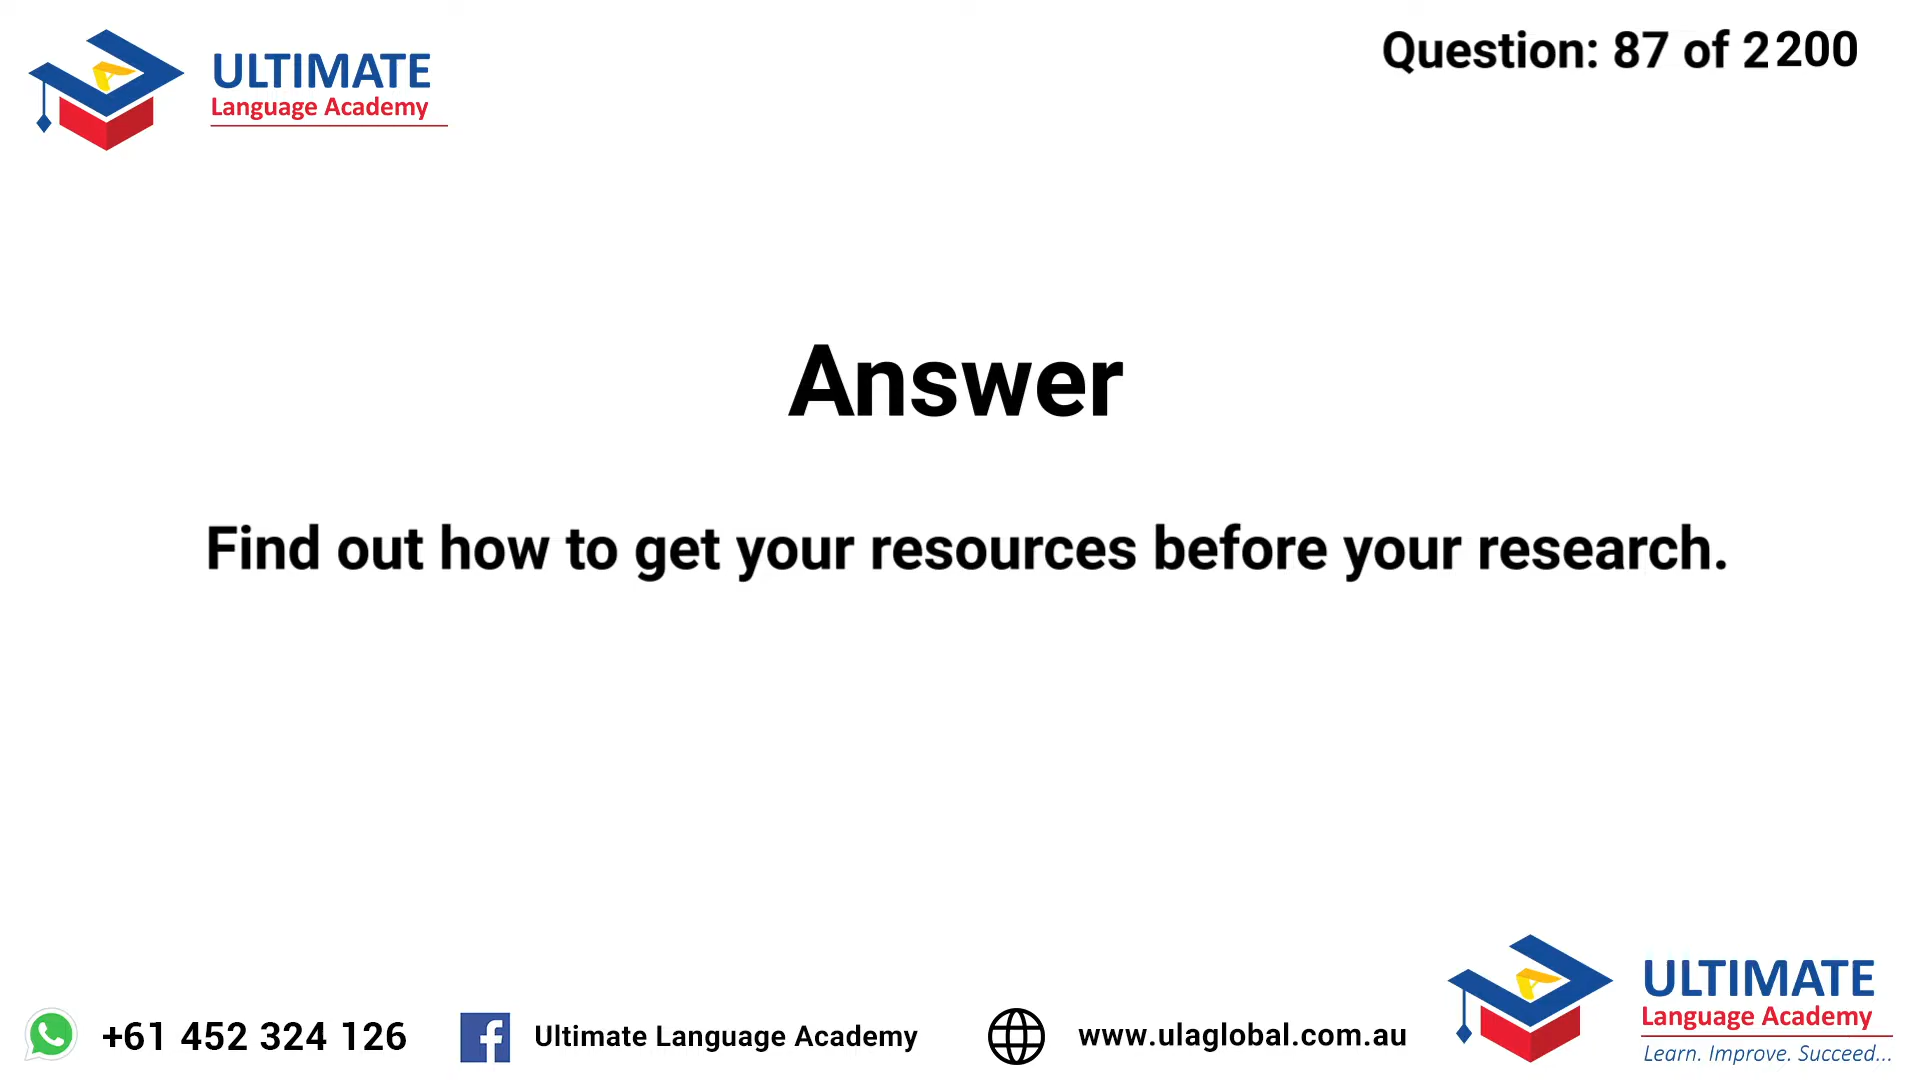 ULTIMATE
Language Academy
Question: 87 of 2200
Answer
Find out how to get your resources before your research.
+61 452 324 126
Ultimate Language Academy
www.ulaglobal.com.au
ULTIMATE
Language Academy
Learn. Improve. Succeed...